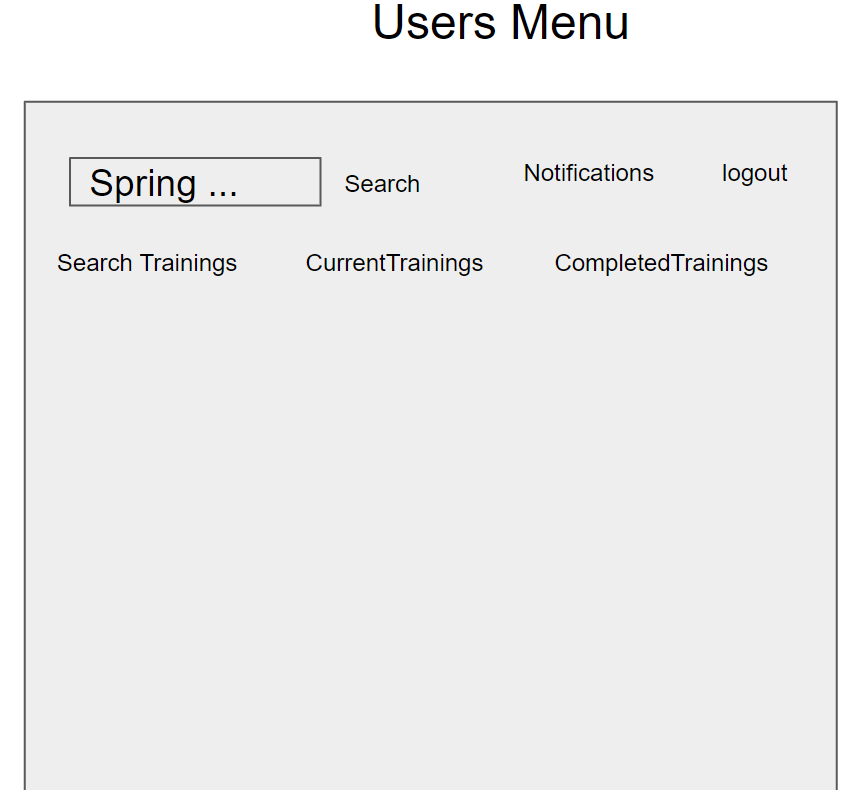 Users Menu
Spring ... Search Notifications logout
Search Trainings CurrentTrainings CompletedTrainings